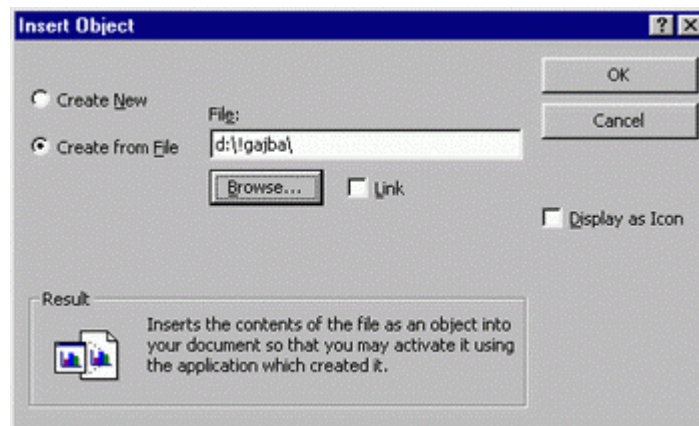 Insert Object
OK
Create New
File:
Cancel
Create from File
d:\!gajba\
Browse...
Link
Display as Icon
Result
Inserts the contents of the file as an object into
your document so that you may activate it using
the application which created it.